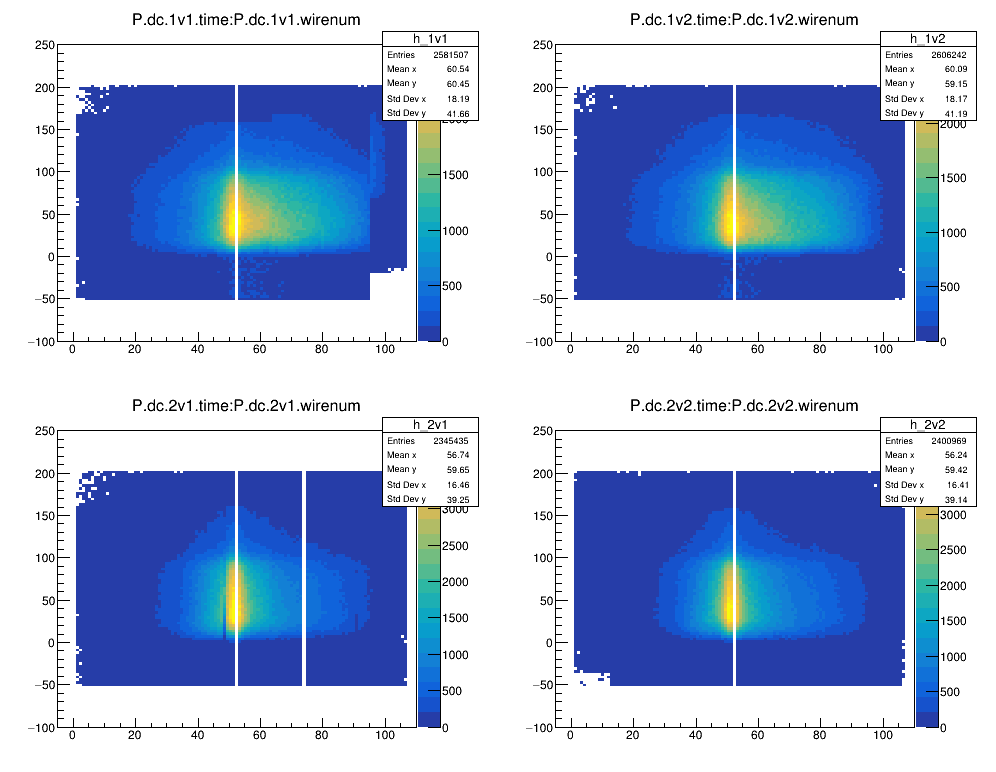 P.dc.1v1.time:P.dc.1v1.wirenum
h_1v1
Entries 2581507
Mean x 60.54
Mean y 60.45
Std Dev x 18.19
Std Dev y 41.66
250
200
150
100
50
0
−50
−100
0 20 40 60 80 100
2000
1500
1000
500
0
P.dc.1v2.time:P.dc.1v2.wirenum
h_1v2
Entries 2606242
Mean x 60.09
Mean y 59.15
Std Dev x 18.17
Std Dev y 41.19
250
200
150
100
50
0
−50
−100
0 20 40 60 80 100
2000
1500
1000
500
0
P.dc.2v1.time:P.dc.2v1.wirenum
h_2v1
Entries 2345435
Mean x 56.74
Mean y 59.65
Std Dev x 16.46
Std Dev y 39.25
250
200
150
100
50
0
−50
−100
0 20 40 60 80 100
3000
2500
2000
1500
1000
500
0
P.dc.2v2.time:P.dc.2v2.wirenum
h_2v2
Entries 2400969
Mean x 56.24
Mean y 59.42
Std Dev x 16.41
Std Dev y 39.14
250
200
150
100
50
0
−50
−100
0 20 40 60 80 100
3000
2500
2000
1500
1000
500
0